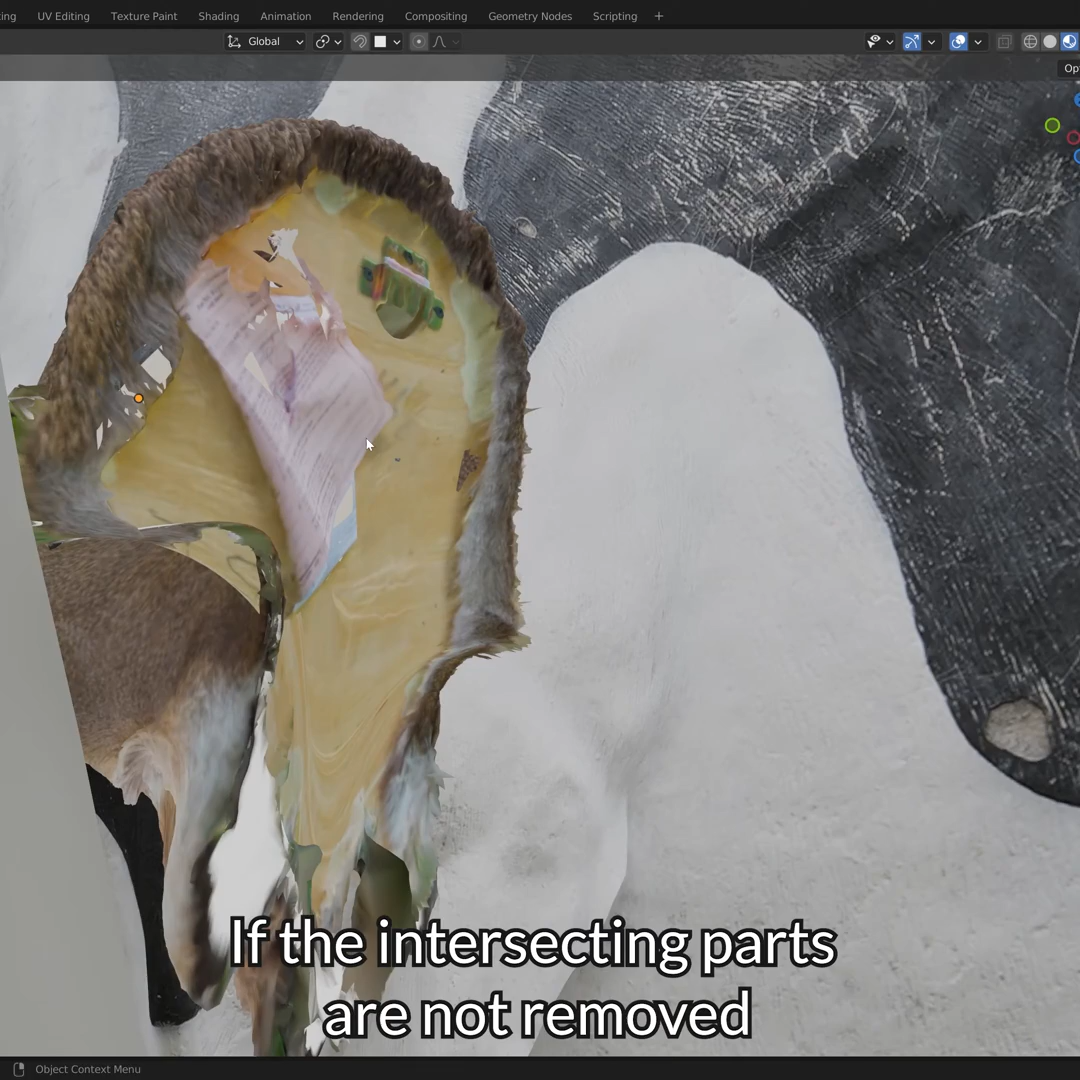 ting
UV Editing
Texture Paint
Shading
Animation
Rendering
Compositing
Geometry Nodes
Scripting
+
Global
Op
If the intersecting parts
are not removed
Object Context Menu